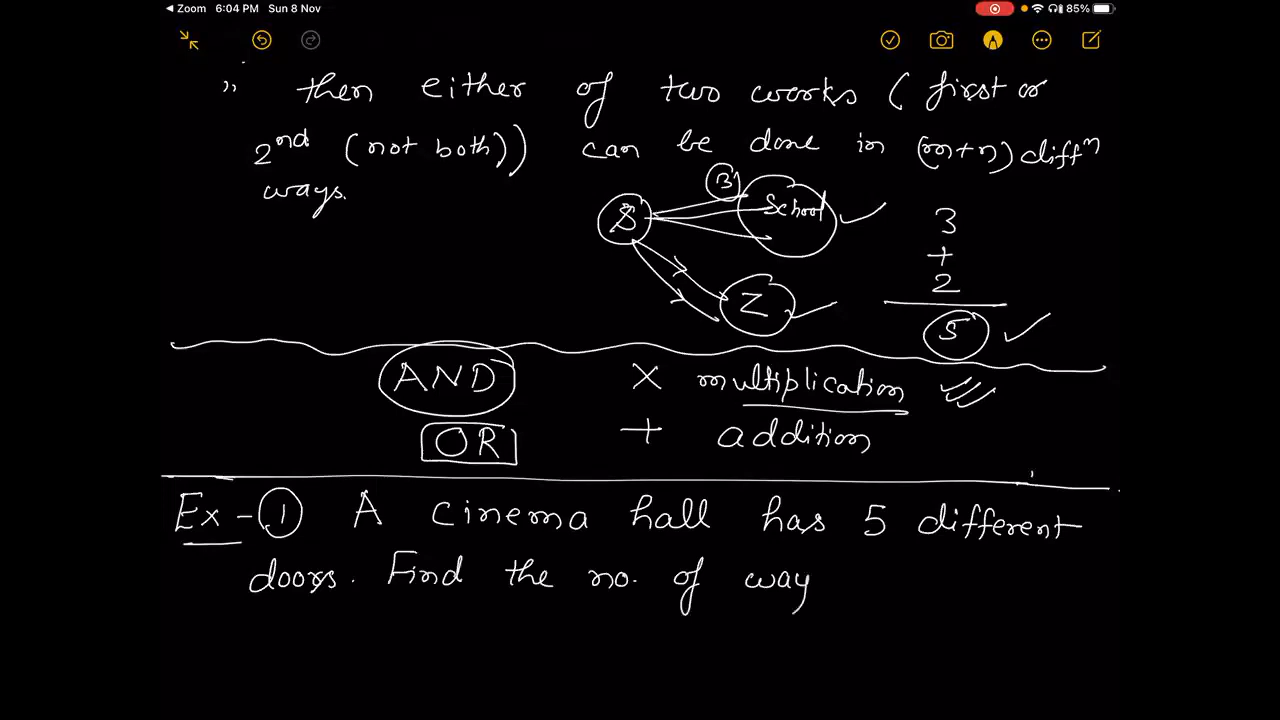 ◀ Zoom 6:04 PM Sun 8 Nov 85%
" then either of two works (first or
2nd (not both)) can be done in (m+n) diffn
ways.
3 School
S
3
+
2
Z
5
AND × multiplication
OR + addition
Ex-① A cinema hall has 5 different
doors. Find the no. of way